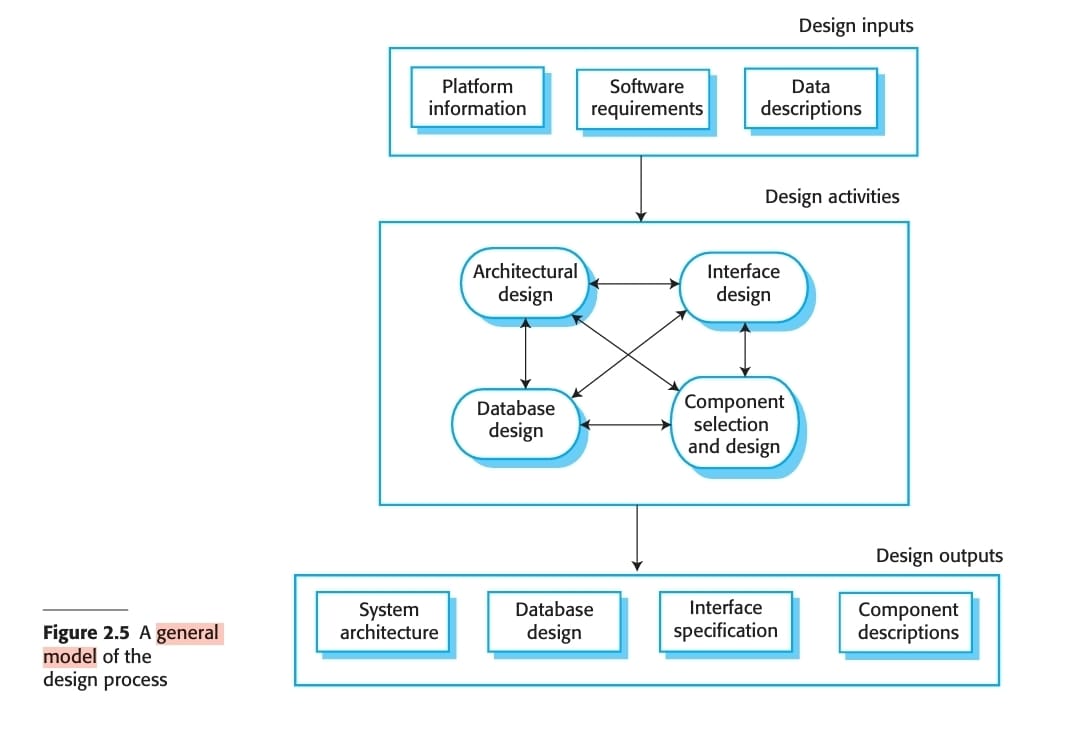 Design inputs
Platform
information
Software
requirements
Data
descriptions
Design activities
Architectural
design
Interface
design
Database
design
Component
selection
and design
Design outputs
System
architecture
Database
design
Interface
specification
Component
descriptions
Figure 2.5 A general
model of the
design process